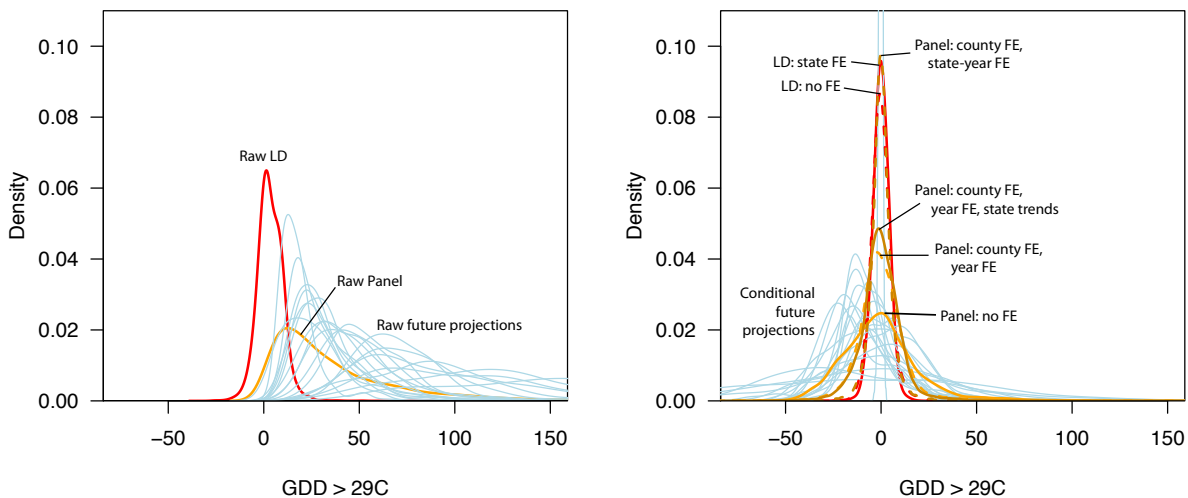 0.10
0.08
0.06
0.04
0.02
0.00
Density
Raw LD
Raw Panel
Raw future projections
−50
0
50
100
150
GDD > 29C
0.10
0.08
0.06
0.04
0.02
0.00
Density
LD: state FE
LD: no FE
Panel: county FE,
state-year FE
Panel: county FE,
year FE, state trends
Panel: county FE,
year FE
Panel: no FE
Conditional
future
projections
−50
0
50
100
150
GDD > 29C